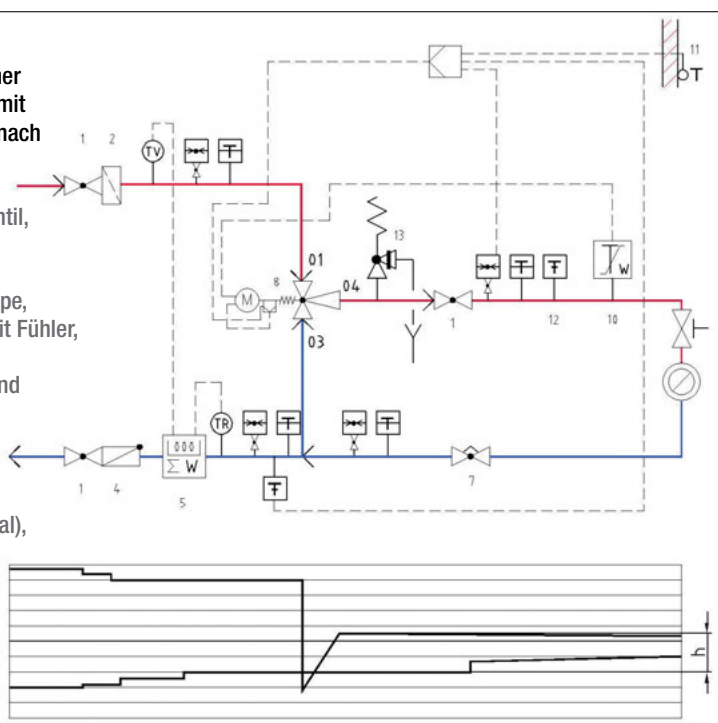 ner
mit
nach
ntil,
pe,
it Fühler,
nd
al),
11
T
1 2
TV
T
01
13
8
04
M
03
W
1
12
10
TR
1
4
000
Σ W
5
7
h